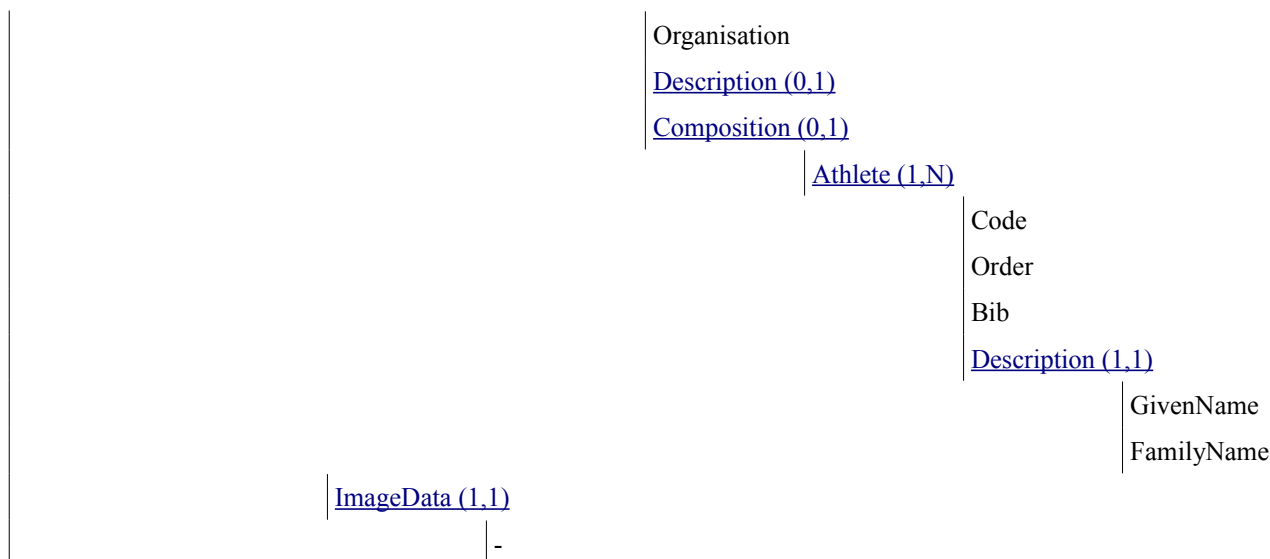 Organisation
Description (0,1)
Composition (0,1)
Athlete (1,N)
Code
Order
Bib
Description (1,1)
GivenName
FamilyName
ImageData (1,1)
-